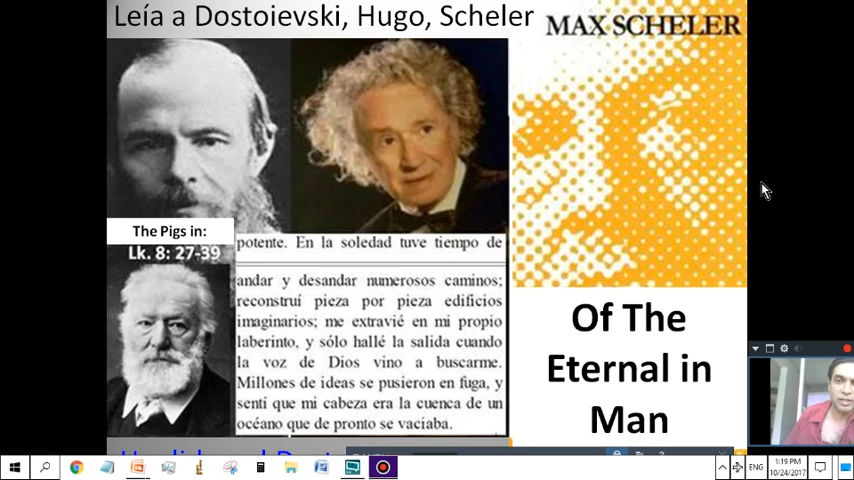 Leía a Dostoievski, Hugo, Scheler
MAX SCHELER
The Pigs in:
Lk. 8: 27-39
potente. En la soledad tuve tiempo de
andar y desandar numerosos caminos;
reconstruí pieza por pieza edificios
imaginarios; me extravié en mi propio
laberinto, y sólo hallé la salida cuando
la voz de Dios vino a buscarme.
Millones de ideas se pusieron en fuga, y
sentí que mi cabeza era la cuenca de un
océano que de pronto se vaciaba.
Of The
Eternal in
Man
ENG
1:19 PM
10/24/2017